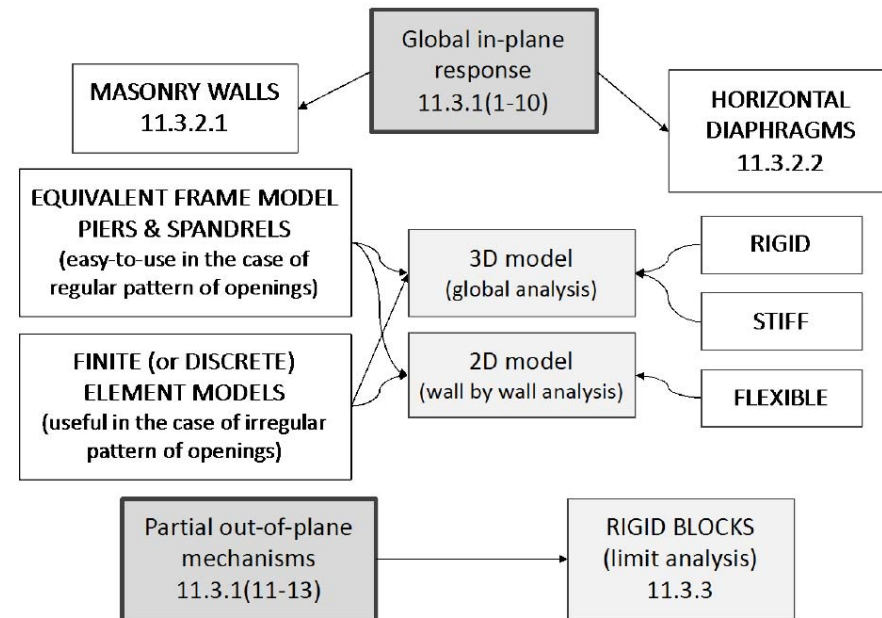 Global in-plane
response
11.3.1(1-10)
MASONRY WALLS
11.3.2.1
HORIZONTAL
DIAPHRAGMS
11.3.2.2
EQUIVALENT FRAME MODEL
PIERS & SPANDRELS
(easy-to-use in the case of
regular pattern of openings)
3D model
(global analysis)
RIGID
STIFF
FINITE (or DISCRETE)
ELEMENT MODELS
(useful in the case of irregular
pattern of openings)
2D model
(wall by wall analysis)
FLEXIBLE
Partial out-of-plane
mechanisms
11.3.1(11-13)
RIGID BLOCKS
(limit analysis)
11.3.3